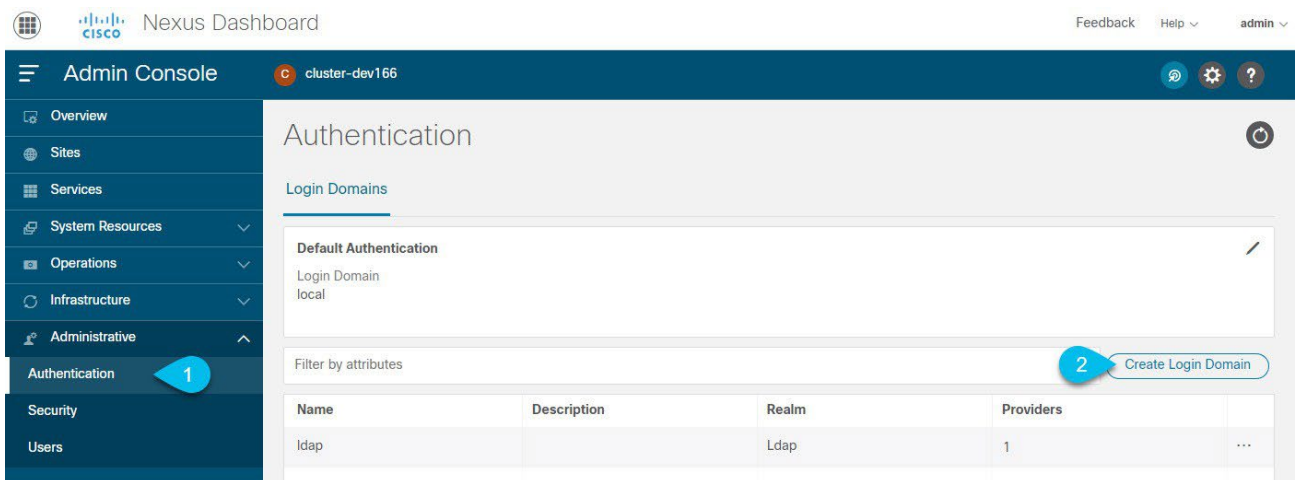 CISCO Nexus Dashboard Feedback Help admin
Admin Console C cluster-dev166 ?
Overview
Authentication
Sites
Services
Login Domains
System Resources
Default Authentication
Operations
Login Domain
local
Infrastructure
Administrative
Filter by attributes 2 Create Login Domain
Authentication 1
Security
Name Description Realm Providers
Users
ldap Ldap 1 ...